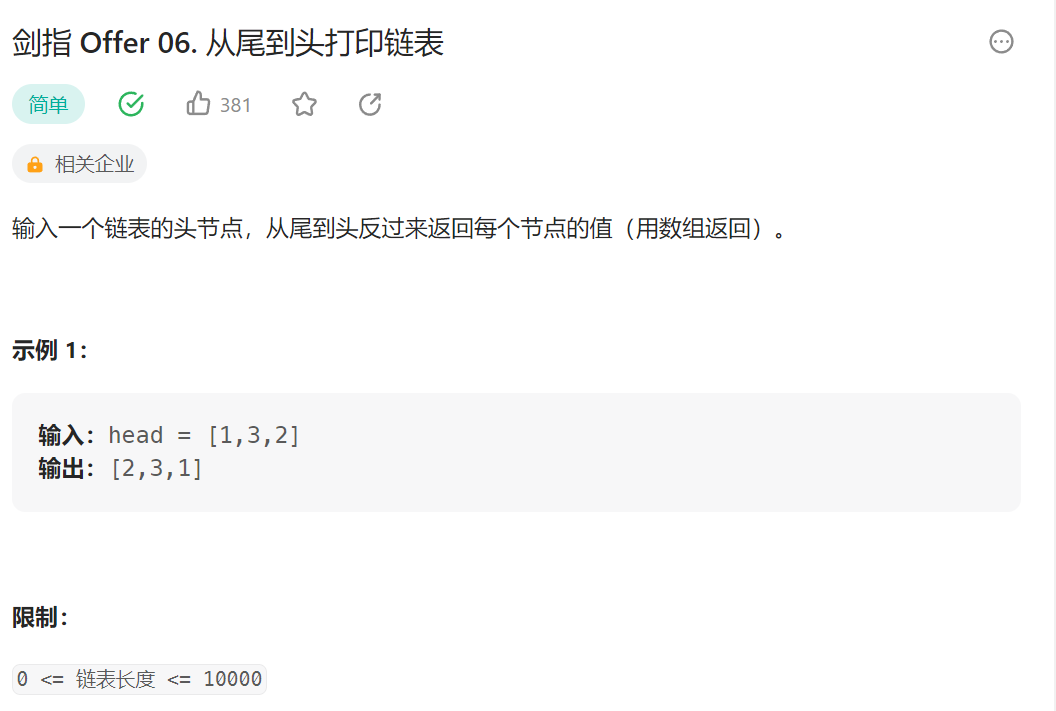 剑指 Offer 06. 从尾到头打印链表
简单 381
相关企业
输入一个链表的头节点，从尾到头反过来返回每个节点的值（用数组返回）。
示例 1：
输入：head = [1,3,2]
输出：[2,3,1]
限制：
0 <= 链表长度 <= 10000